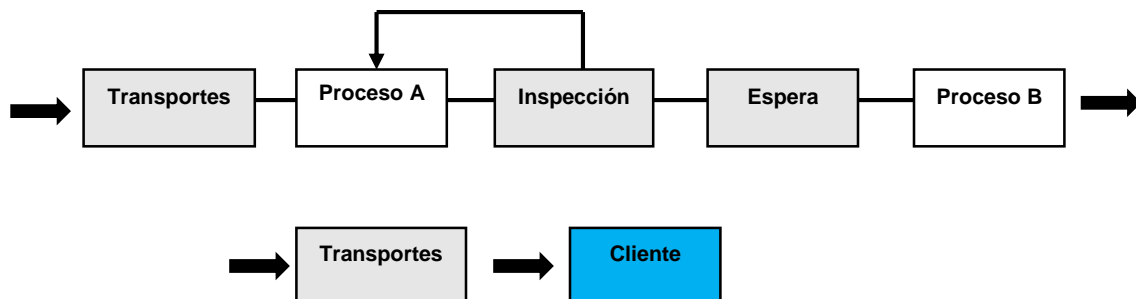 Transportes
Proceso A
Inspección
Espera
Proceso B
Transportes
Cliente